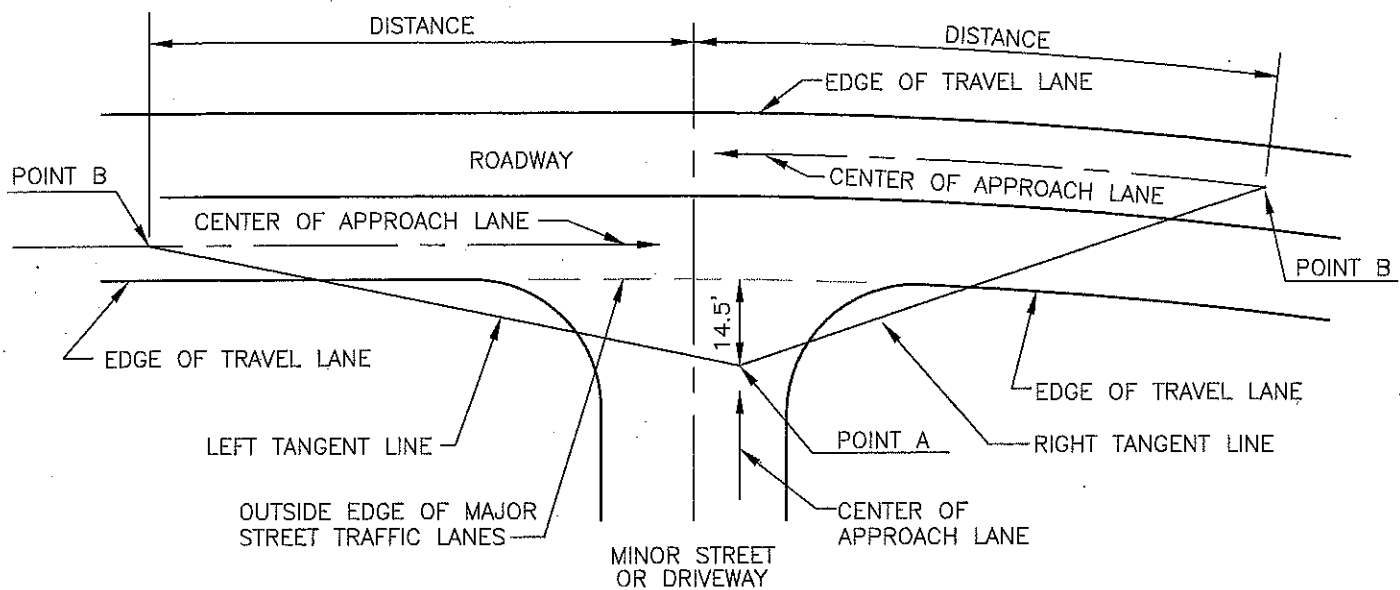 DISTANCE
DISTANCE
EDGE OF TRAVEL LANE
ROADWAY
POINT B
CENTER OF APPROACH LANE
CENTER OF APPROACH LANE
POINT B
14.5'
EDGE OF TRAVEL LANE
EDGE OF TRAVEL LANE
LEFT TANGENT LINE
POINT A
RIGHT TANGENT LINE
OUTSIDE EDGE OF MAJOR
STREET TRAFFIC LANES
CENTER OF
APPROACH LANE
MINOR STREET
OR DRIVEWAY